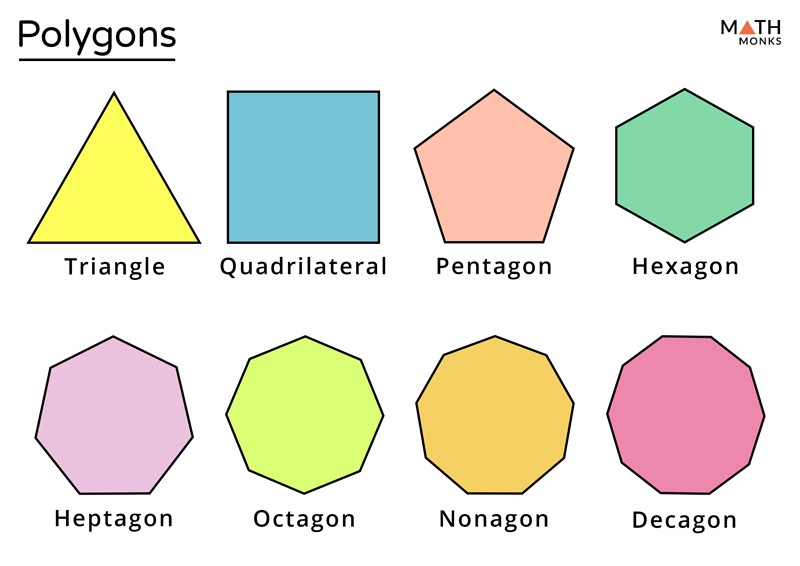 Polygons
MATH
MONKS
Triangle
Quadrilateral
Pentagon
Hexagon
Heptagon
Octagon
Nonagon
Decagon